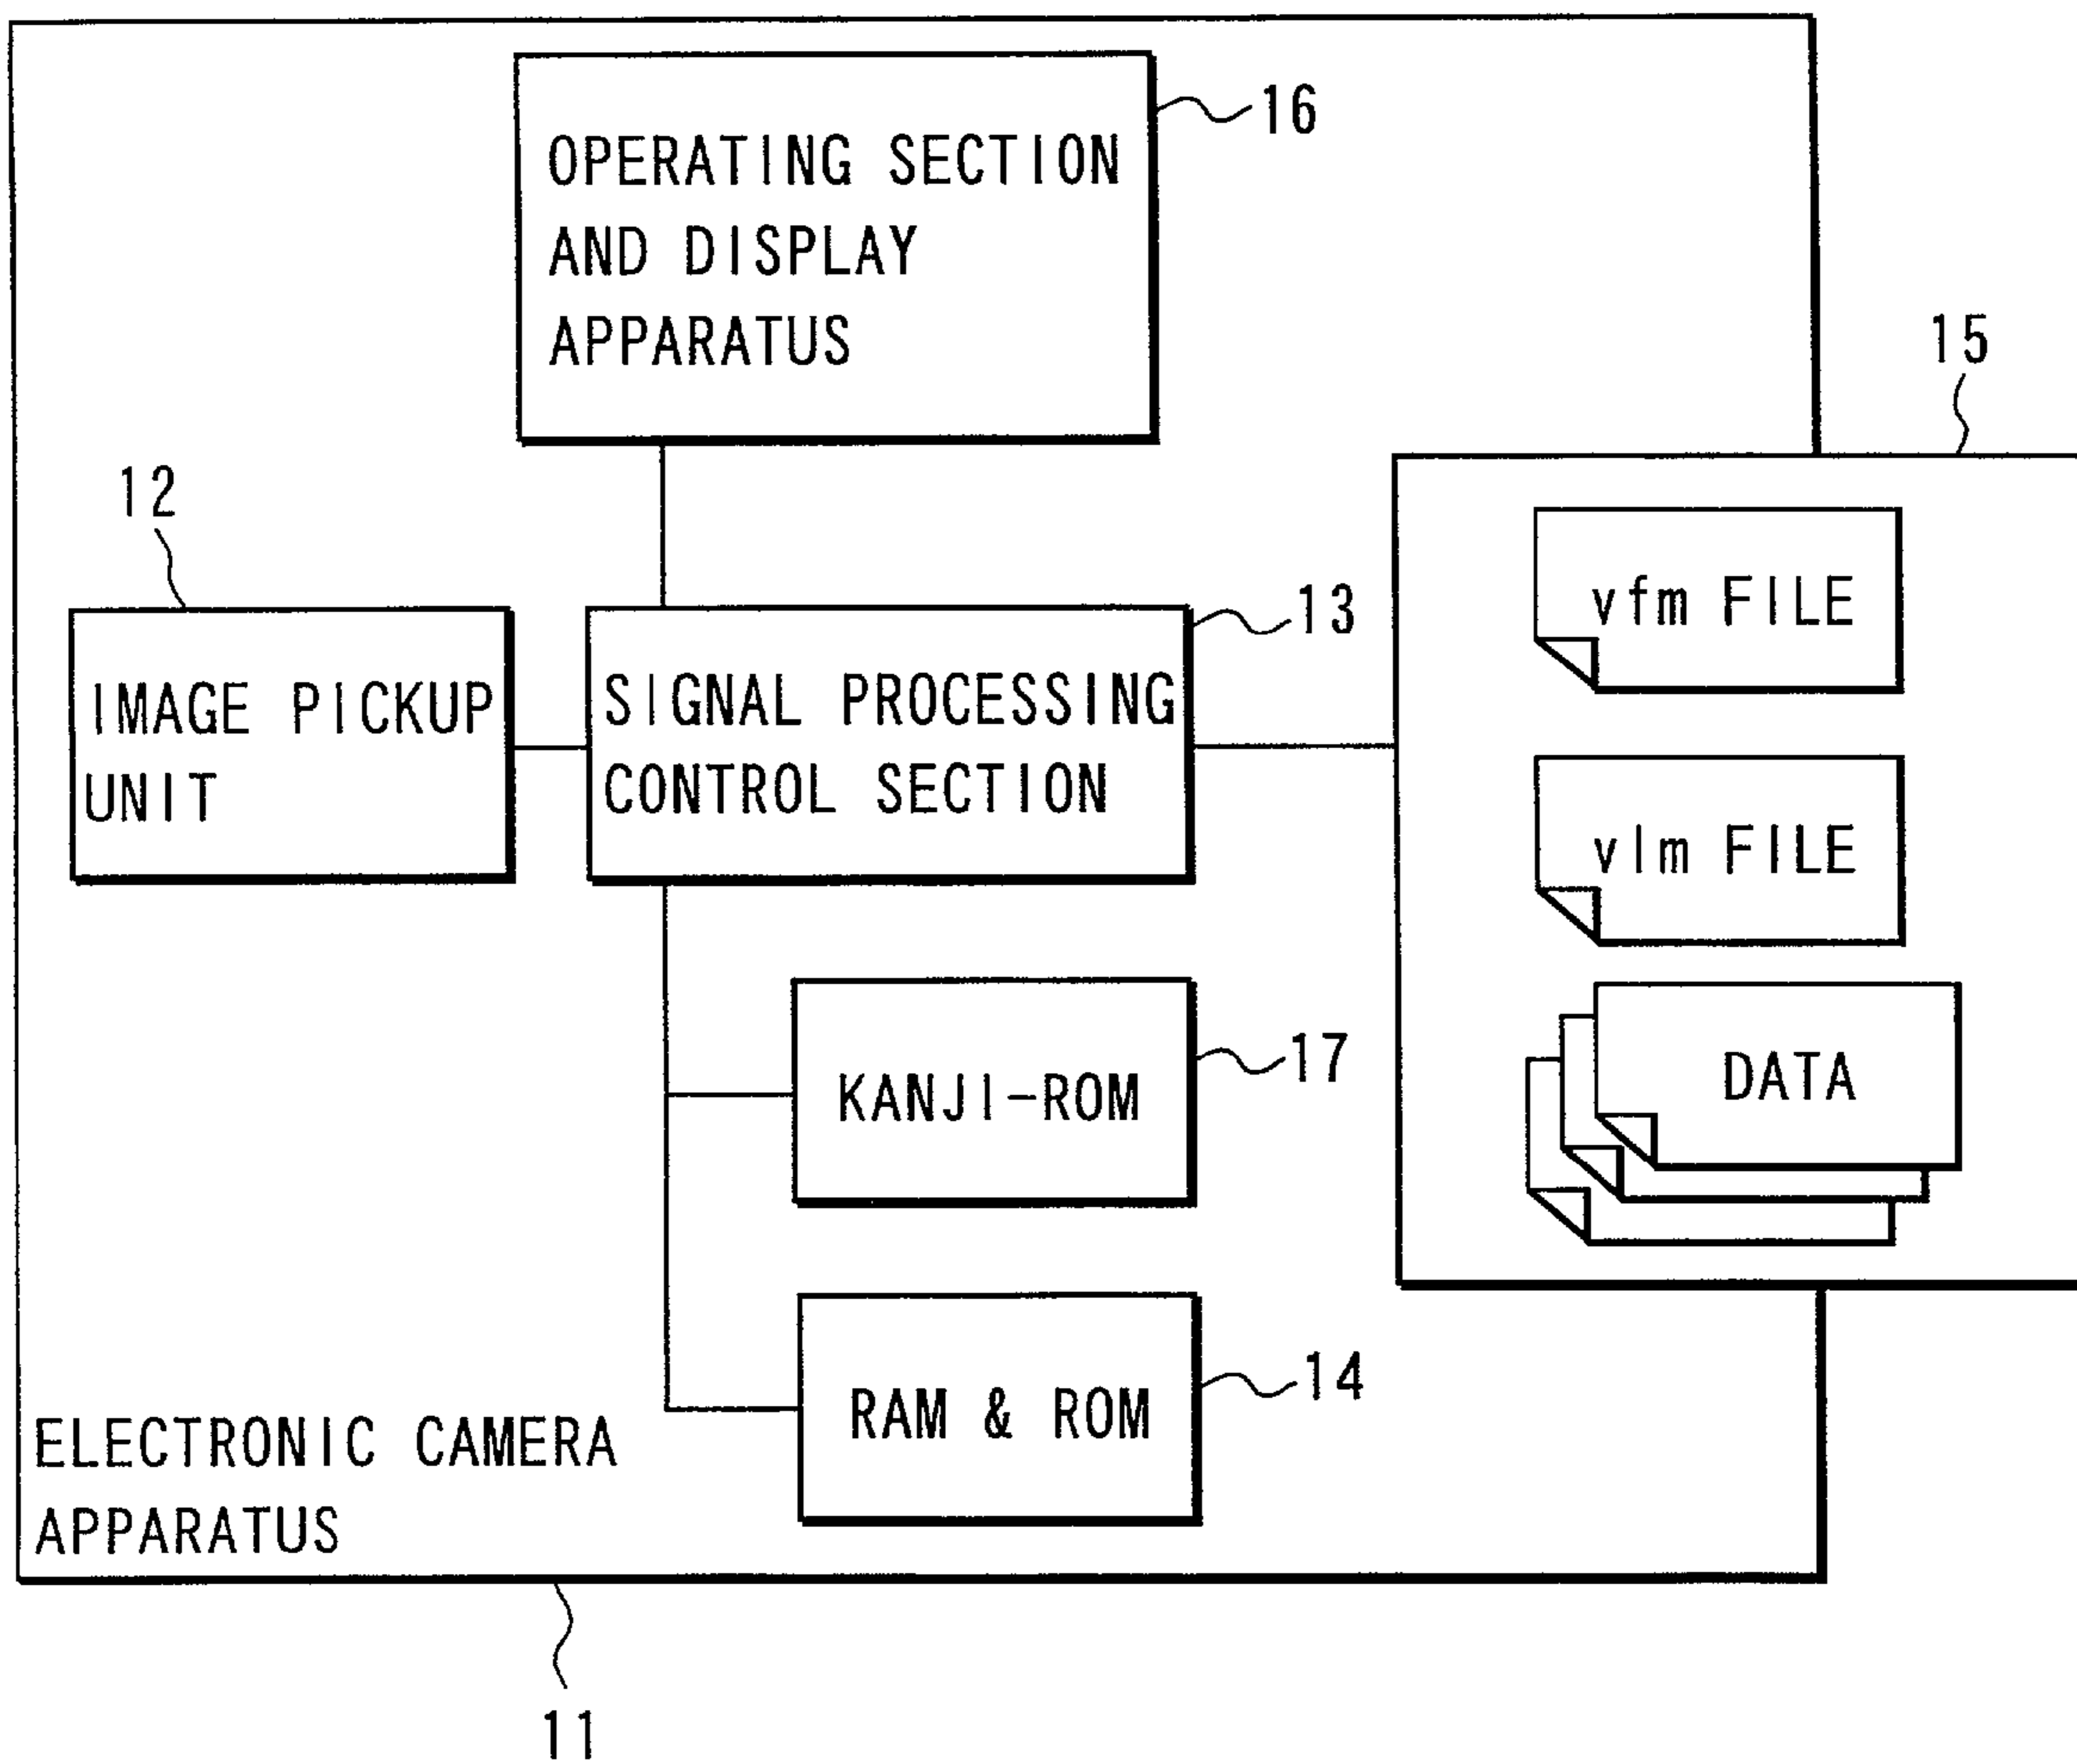 16
OPERATING SECTION
AND DISPLAY
APPARATUS
15
12
13
vfm FILE
IMAGE PICKUP
UNIT
SIGNAL PROCESSING
CONTROL SECTION
vlm FILE
17
KANJI-ROM
DATA
14
RAM & ROM
ELECTRONIC CAMERA
APPARATUS
11